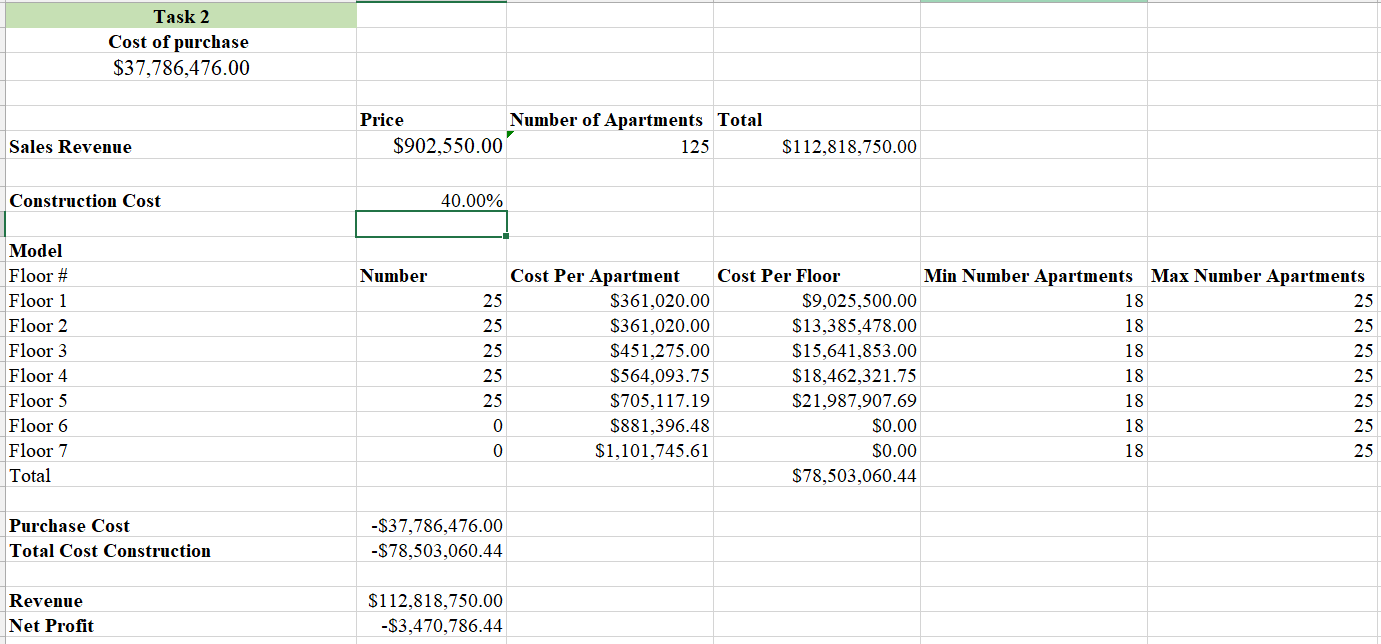 Task 2
Cost of purchase
$37,786,476.00
Price Number of Apartments Total
Sales Revenue $902,550.00 125 $112,818,750.00
Construction Cost 40.00%
Model
Floor # Number Cost Per Apartment Cost Per Floor Min Number Apartments Max Number Apartments
Floor 1 25 $361,020.00 $9,025,500.00 18 25
Floor 2 25 $361,020.00 $13,385,478.00 18 25
Floor 3 25 $451,275.00 $15,641,853.00 18 25
Floor 4 25 $564,093.75 $18,462,321.75 18 25
Floor 5 25 $705,117.19 $21,987,907.69 18 25
Floor 6 0 $881,396.48 $0.00 18 25
Floor 7 0 $1,101,745.61 $0.00 18 25
Total $78,503,060.44
Purchase Cost -$37,786,476.00
Total Cost Construction -$78,503,060.44
Revenue $112,818,750.00
Net Profit -$3,470,786.44